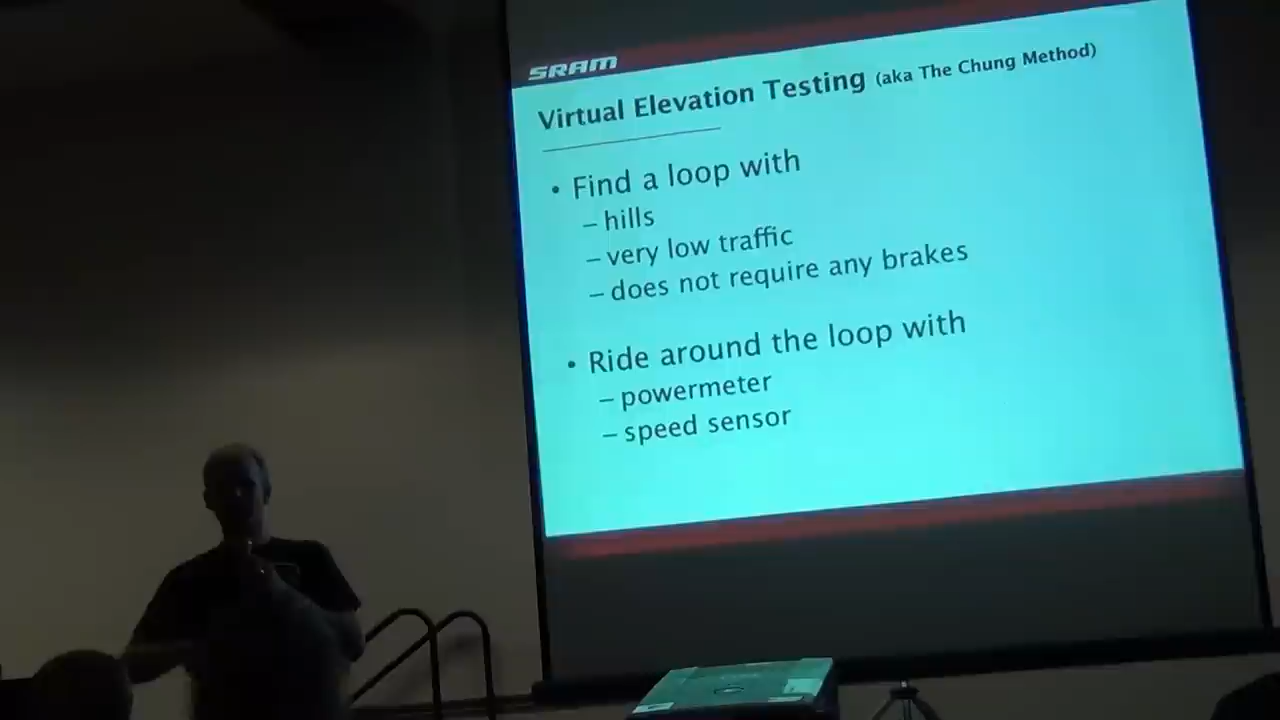 SRAM
Virtual Elevation Testing (aka The Chung Method)
• Find a loop with
– hills
– very low traffic
– does not require any brakes
• Ride around the loop with
– powermeter
– speed sensor